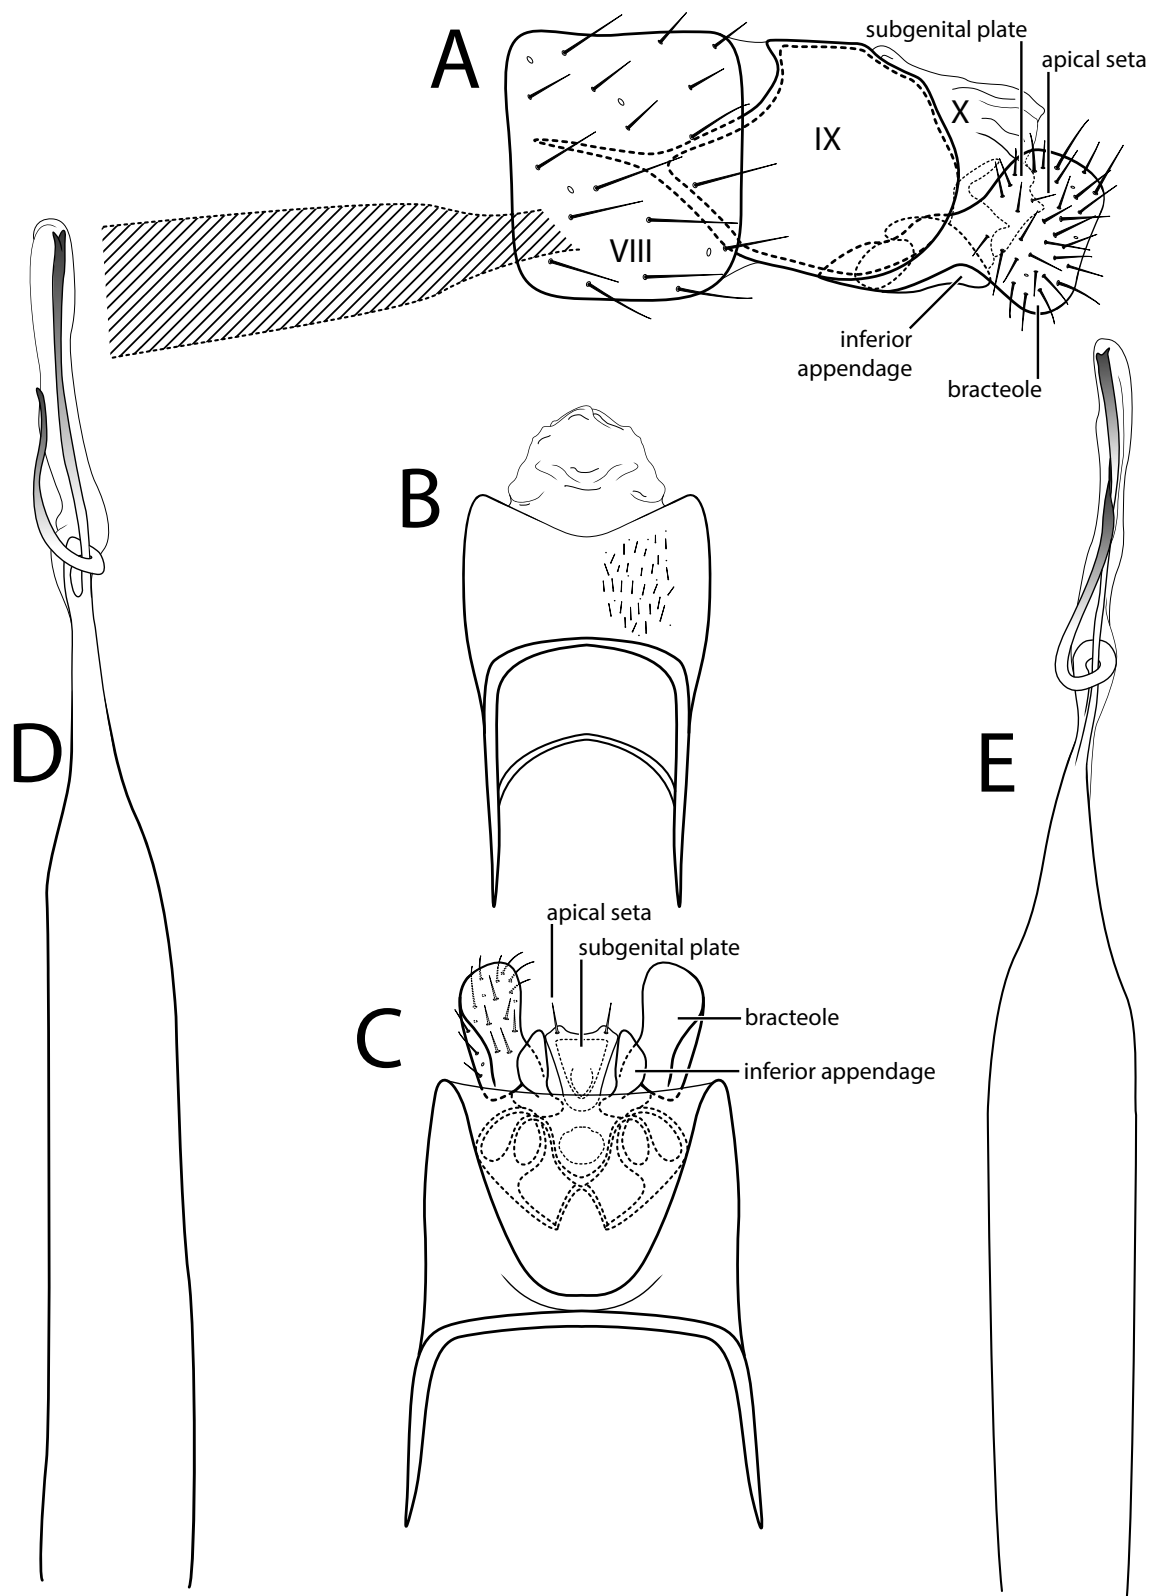 A
subgenital plate
apical seta
X
IX
VIII
inferior
appendage
bracteole
B
D
E
apical seta
subgenital plate
C
bracteole
inferior appendage